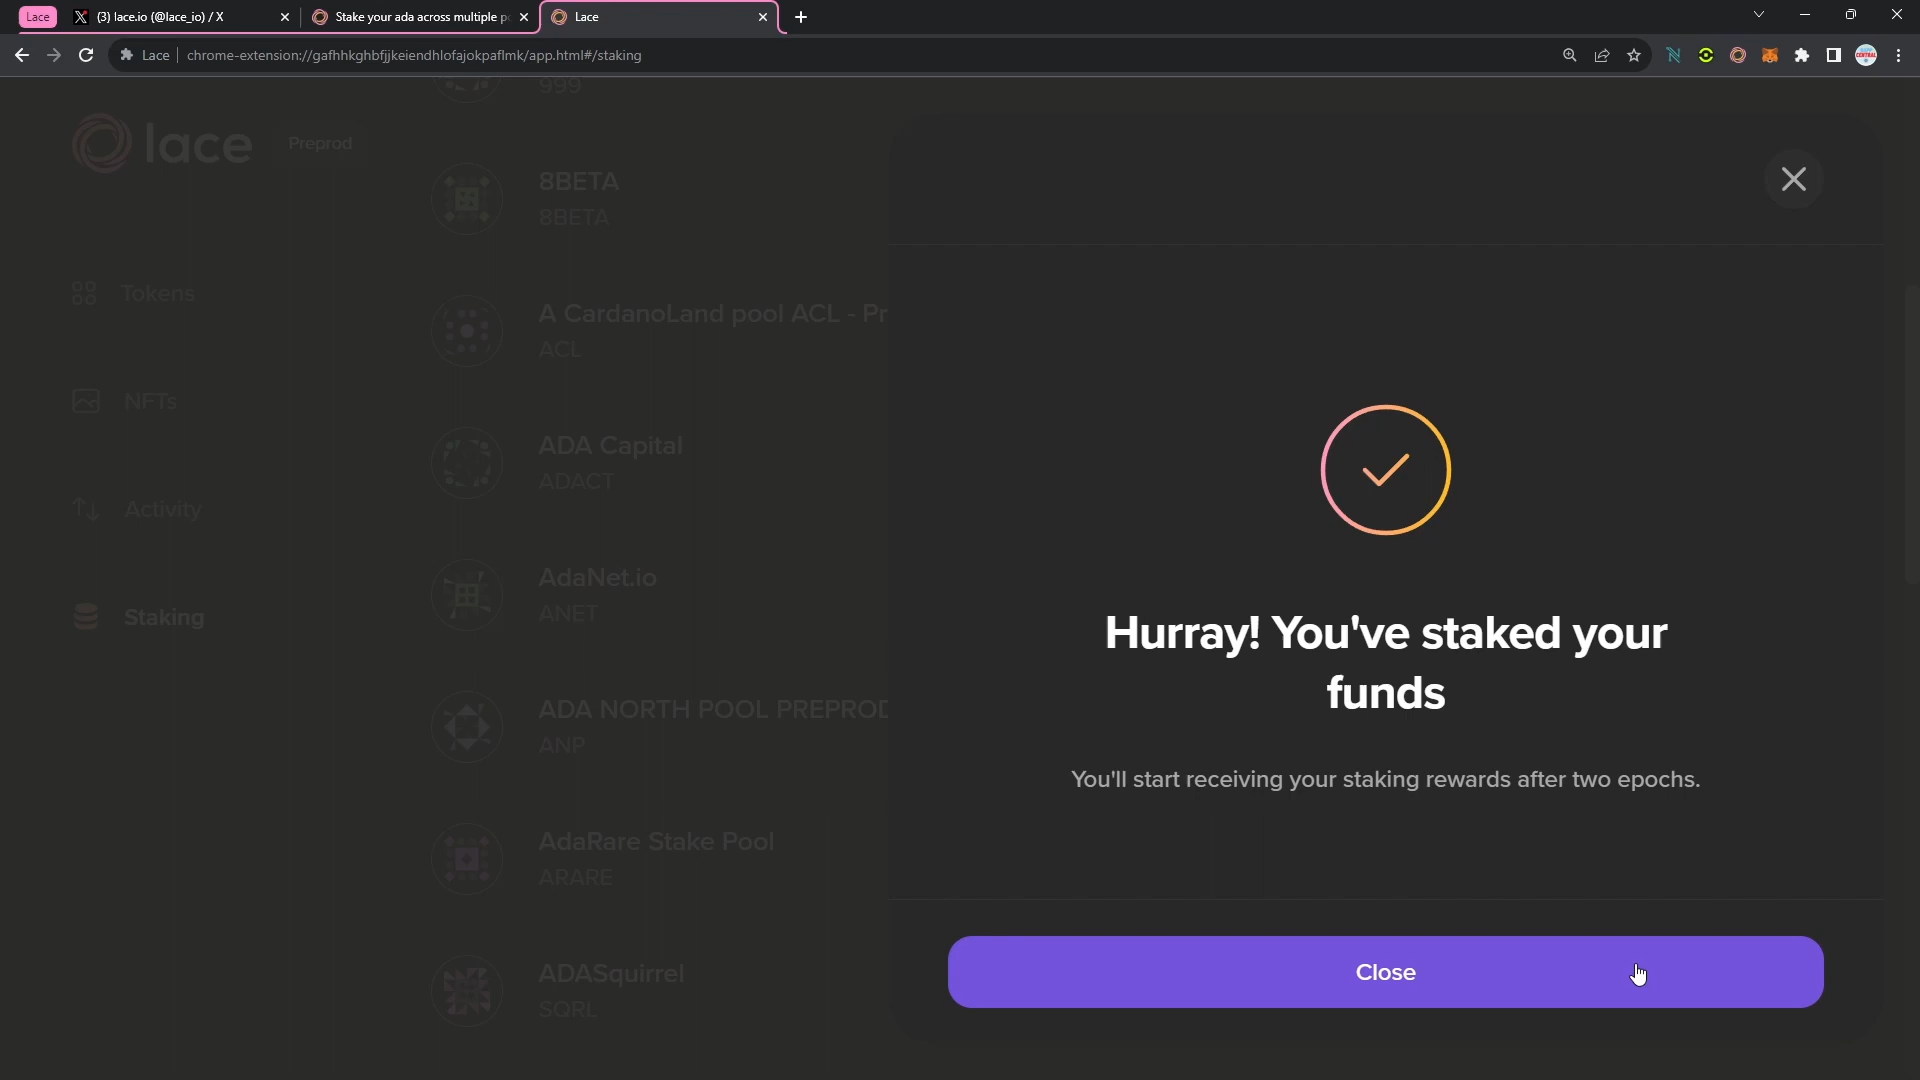 Lace
(3) lace.io (@lace_io) / X
Stake your ada across multiple p
Lace
Lace
chrome-extension://gafhhkghbfjjkeiendhlofajokpaflmk/app.html#/staking
999
lace
Preprod
Tokens
NFTs
Activity
Staking
8BETA
8BETA
A CardanoLand pool ACL - Pr
ACL
ADA Capital
ADACT
AdaNet.io
ANET
ADA NORTH POOL PREPROD
ANP
AdaRare Stake Pool
ARARE
ADASquirrel
SQRL
Hurray! You've staked your
funds
You'll start receiving your staking rewards after two epochs.
Close